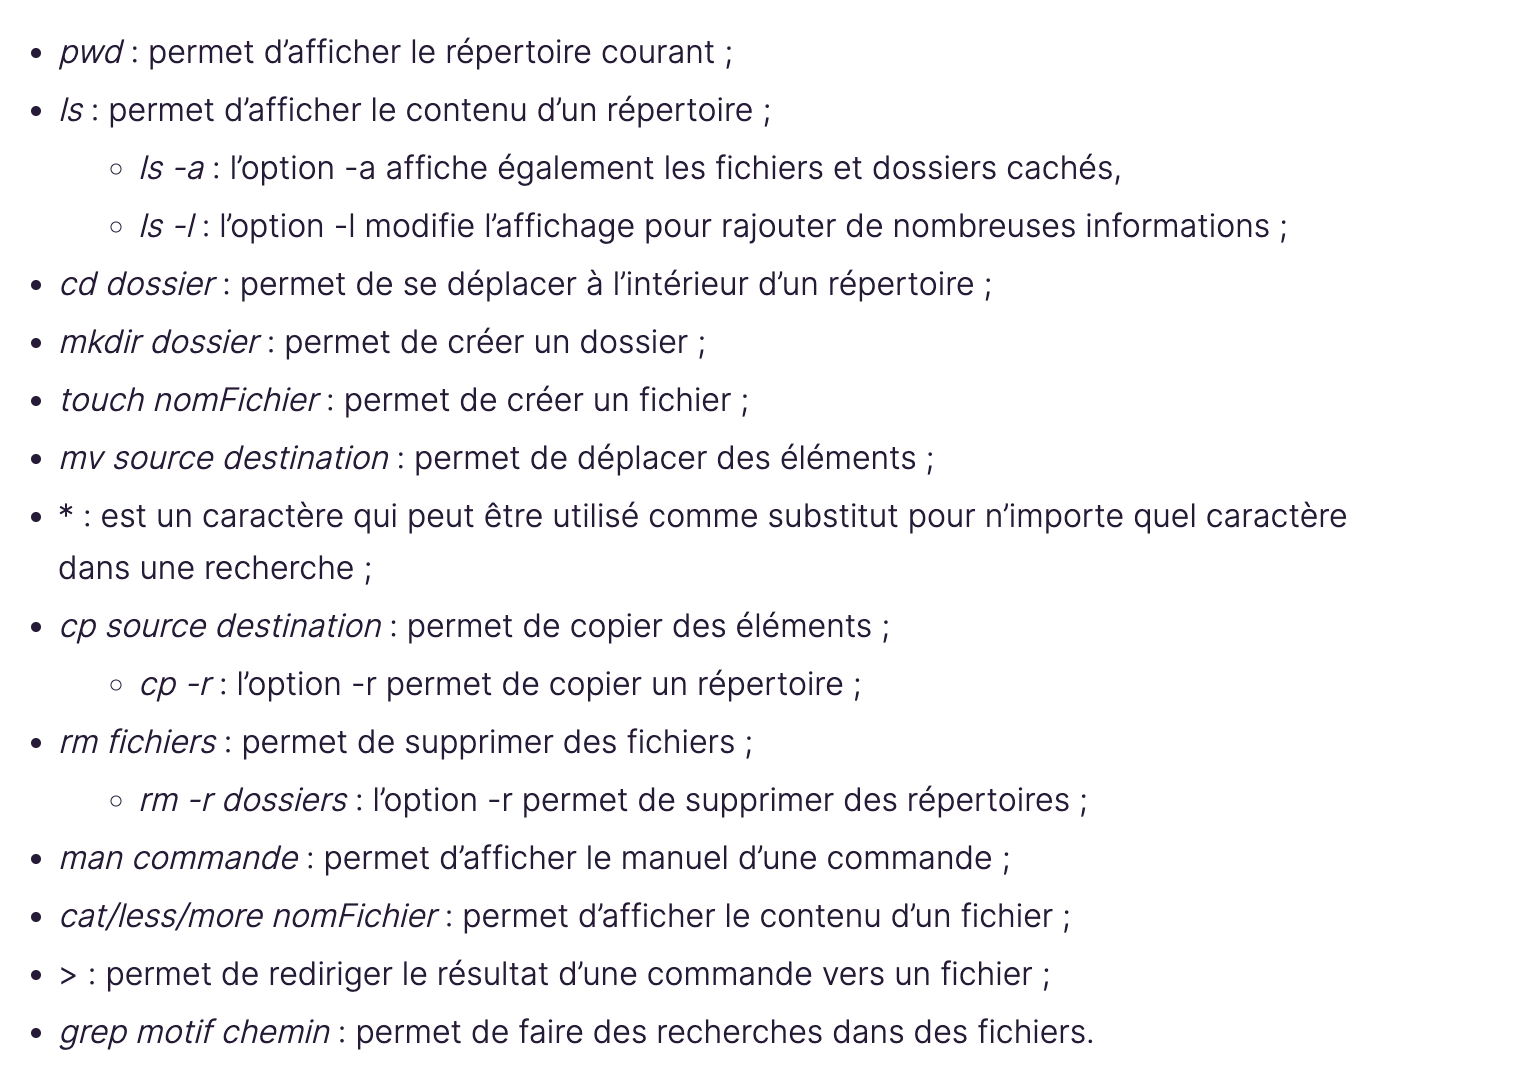 • pwd : permet d’afficher le répertoire courant ;
• ls : permet d’afficher le contenu d’un répertoire ;
◦ ls -a : l’option -a affiche également les fichiers et dossiers cachés,
◦ ls -l : l’option -l modifie l’affichage pour rajouter de nombreuses informations ;
• cd dossier : permet de se déplacer à l’intérieur d’un répertoire ;
• mkdir dossier : permet de créer un dossier ;
• touch nomFichier : permet de créer un fichier ;
• mv source destination : permet de déplacer des éléments ;
• * : est un caractère qui peut être utilisé comme substitut pour n’importe quel caractère
dans une recherche ;
• cp source destination : permet de copier des éléments ;
◦ cp -r : l’option -r permet de copier un répertoire ;
• rm fichiers : permet de supprimer des fichiers ;
◦ rm -r dossiers : l’option -r permet de supprimer des répertoires ;
• man commande : permet d’afficher le manuel d’une commande ;
• cat/less/more nomFichier : permet d’afficher le contenu d’un fichier ;
• > : permet de rediriger le résultat d’une commande vers un fichier ;
• grep motif chemin : permet de faire des recherches dans des fichiers.